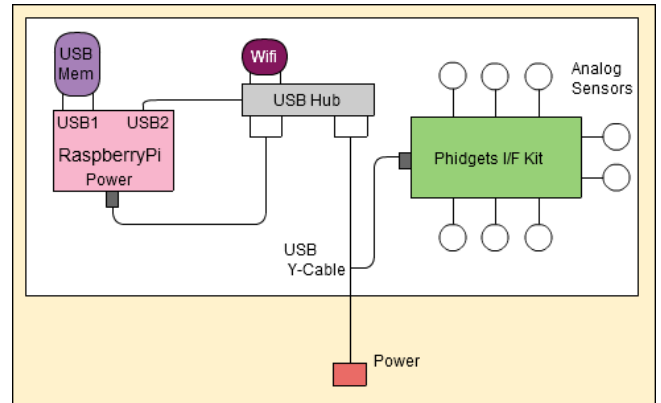 USB
Mem
Wifi
USB Hub
Analog
Sensors
USB1
USB2
RaspberryPi
Power
Phidgets I/F Kit
USB
Y-Cable
Power